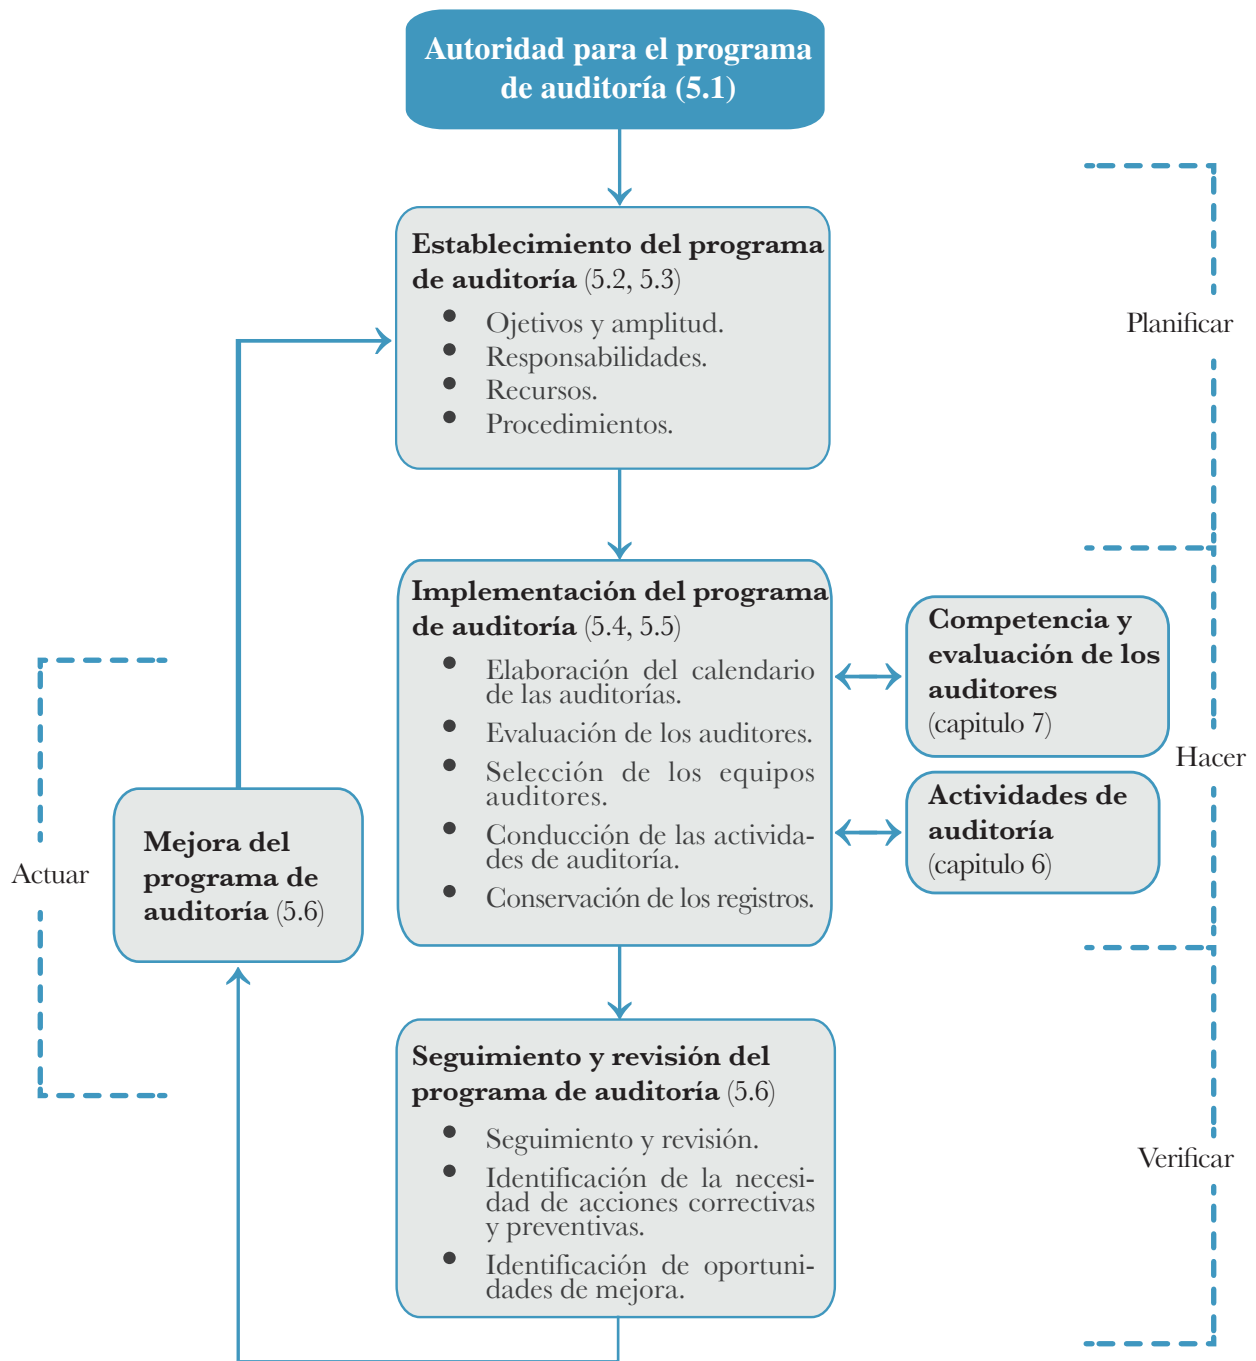 Autoridad para el programa
de auditoría (5.1)
Establecimiento del programa
de auditoría (5.2, 5.3)
• Ojetivos y amplitud.
• Responsabilidades.
• Recursos.
• Procedimientos.
Planificar
Implementación del programa
de auditoría (5.4, 5.5)
• Elaboración del calendario
de las auditorías.
• Evaluación de los auditores.
• Selección de los equipos
auditores.
• Conducción de las activida-
des de auditoría.
• Conservación de los registros.
Competencia y
evaluación de los
auditores
(capitulo 7)
Hacer
Actividades de
auditoría
(capitulo 6)
Mejora del
programa de
auditoría (5.6)
Actuar
Seguimiento y revisión del
programa de auditoría (5.6)
• Seguimiento y revisión.
• Identificación de la necesi-
dad de acciones correctivas
y preventivas.
• Identificación de oportuni-
dades de mejora.
Verificar